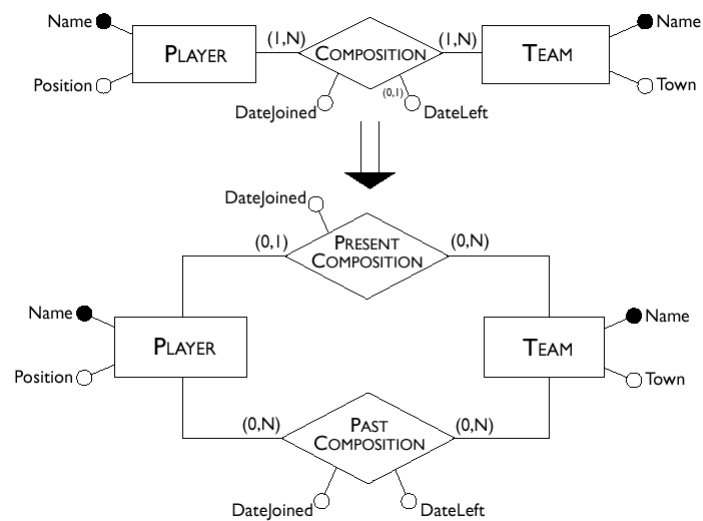 Name
PLAYER
(1,N)
COMPOSITION
(1,N)
TEAM
Name
Position
DateJoined
(0,1)
DateLeft
Town
DateJoined
(0,1)
PRESENT
COMPOSITION
(0,N)
Name
PLAYER
TEAM
Name
Position
Town
(0,N)
PAST
COMPOSITION
(0,N)
DateJoined
DateLeft